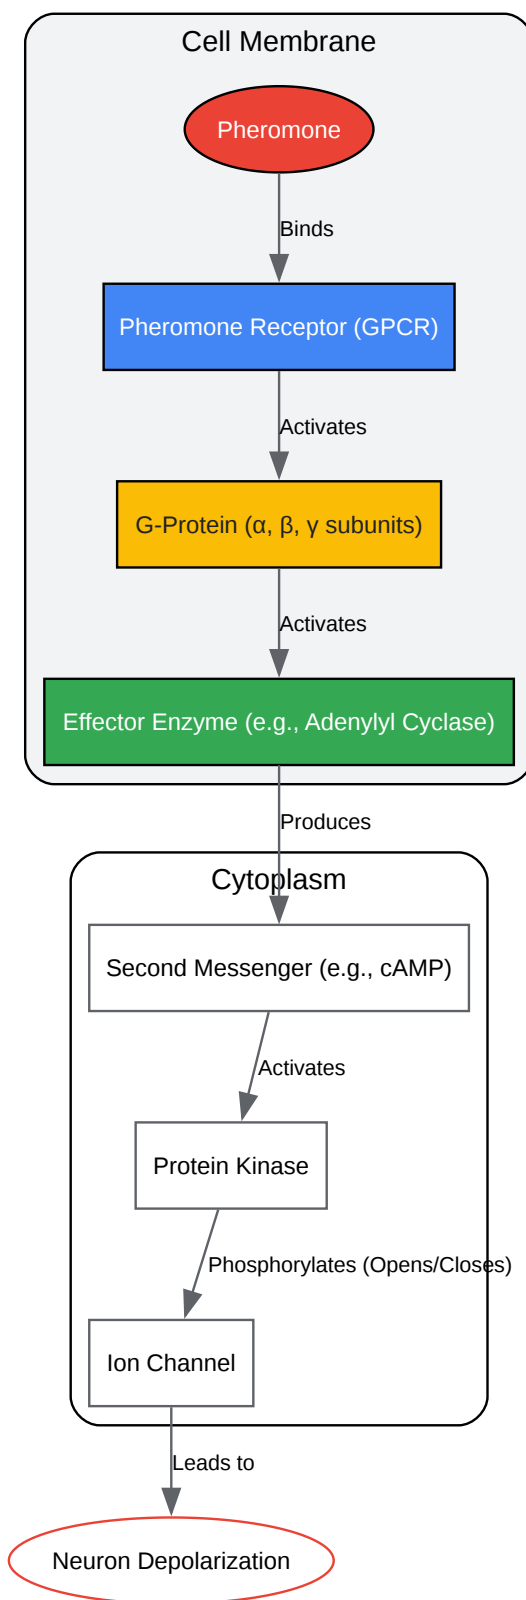 Cell Membrane
Pheromone
Binds
Pheromone Receptor (GPCR)
Activates
G-Protein (α, β, γ subunits)
Activates
Effector Enzyme (e.g., Adenylyl Cyclase)
Produces
Cytoplasm
Second Messenger (e.g., cAMP)
Activates
Protein Kinase
Phosphorylates (Opens/Closes)
Ion Channel
Leads to
Neuron Depolarization